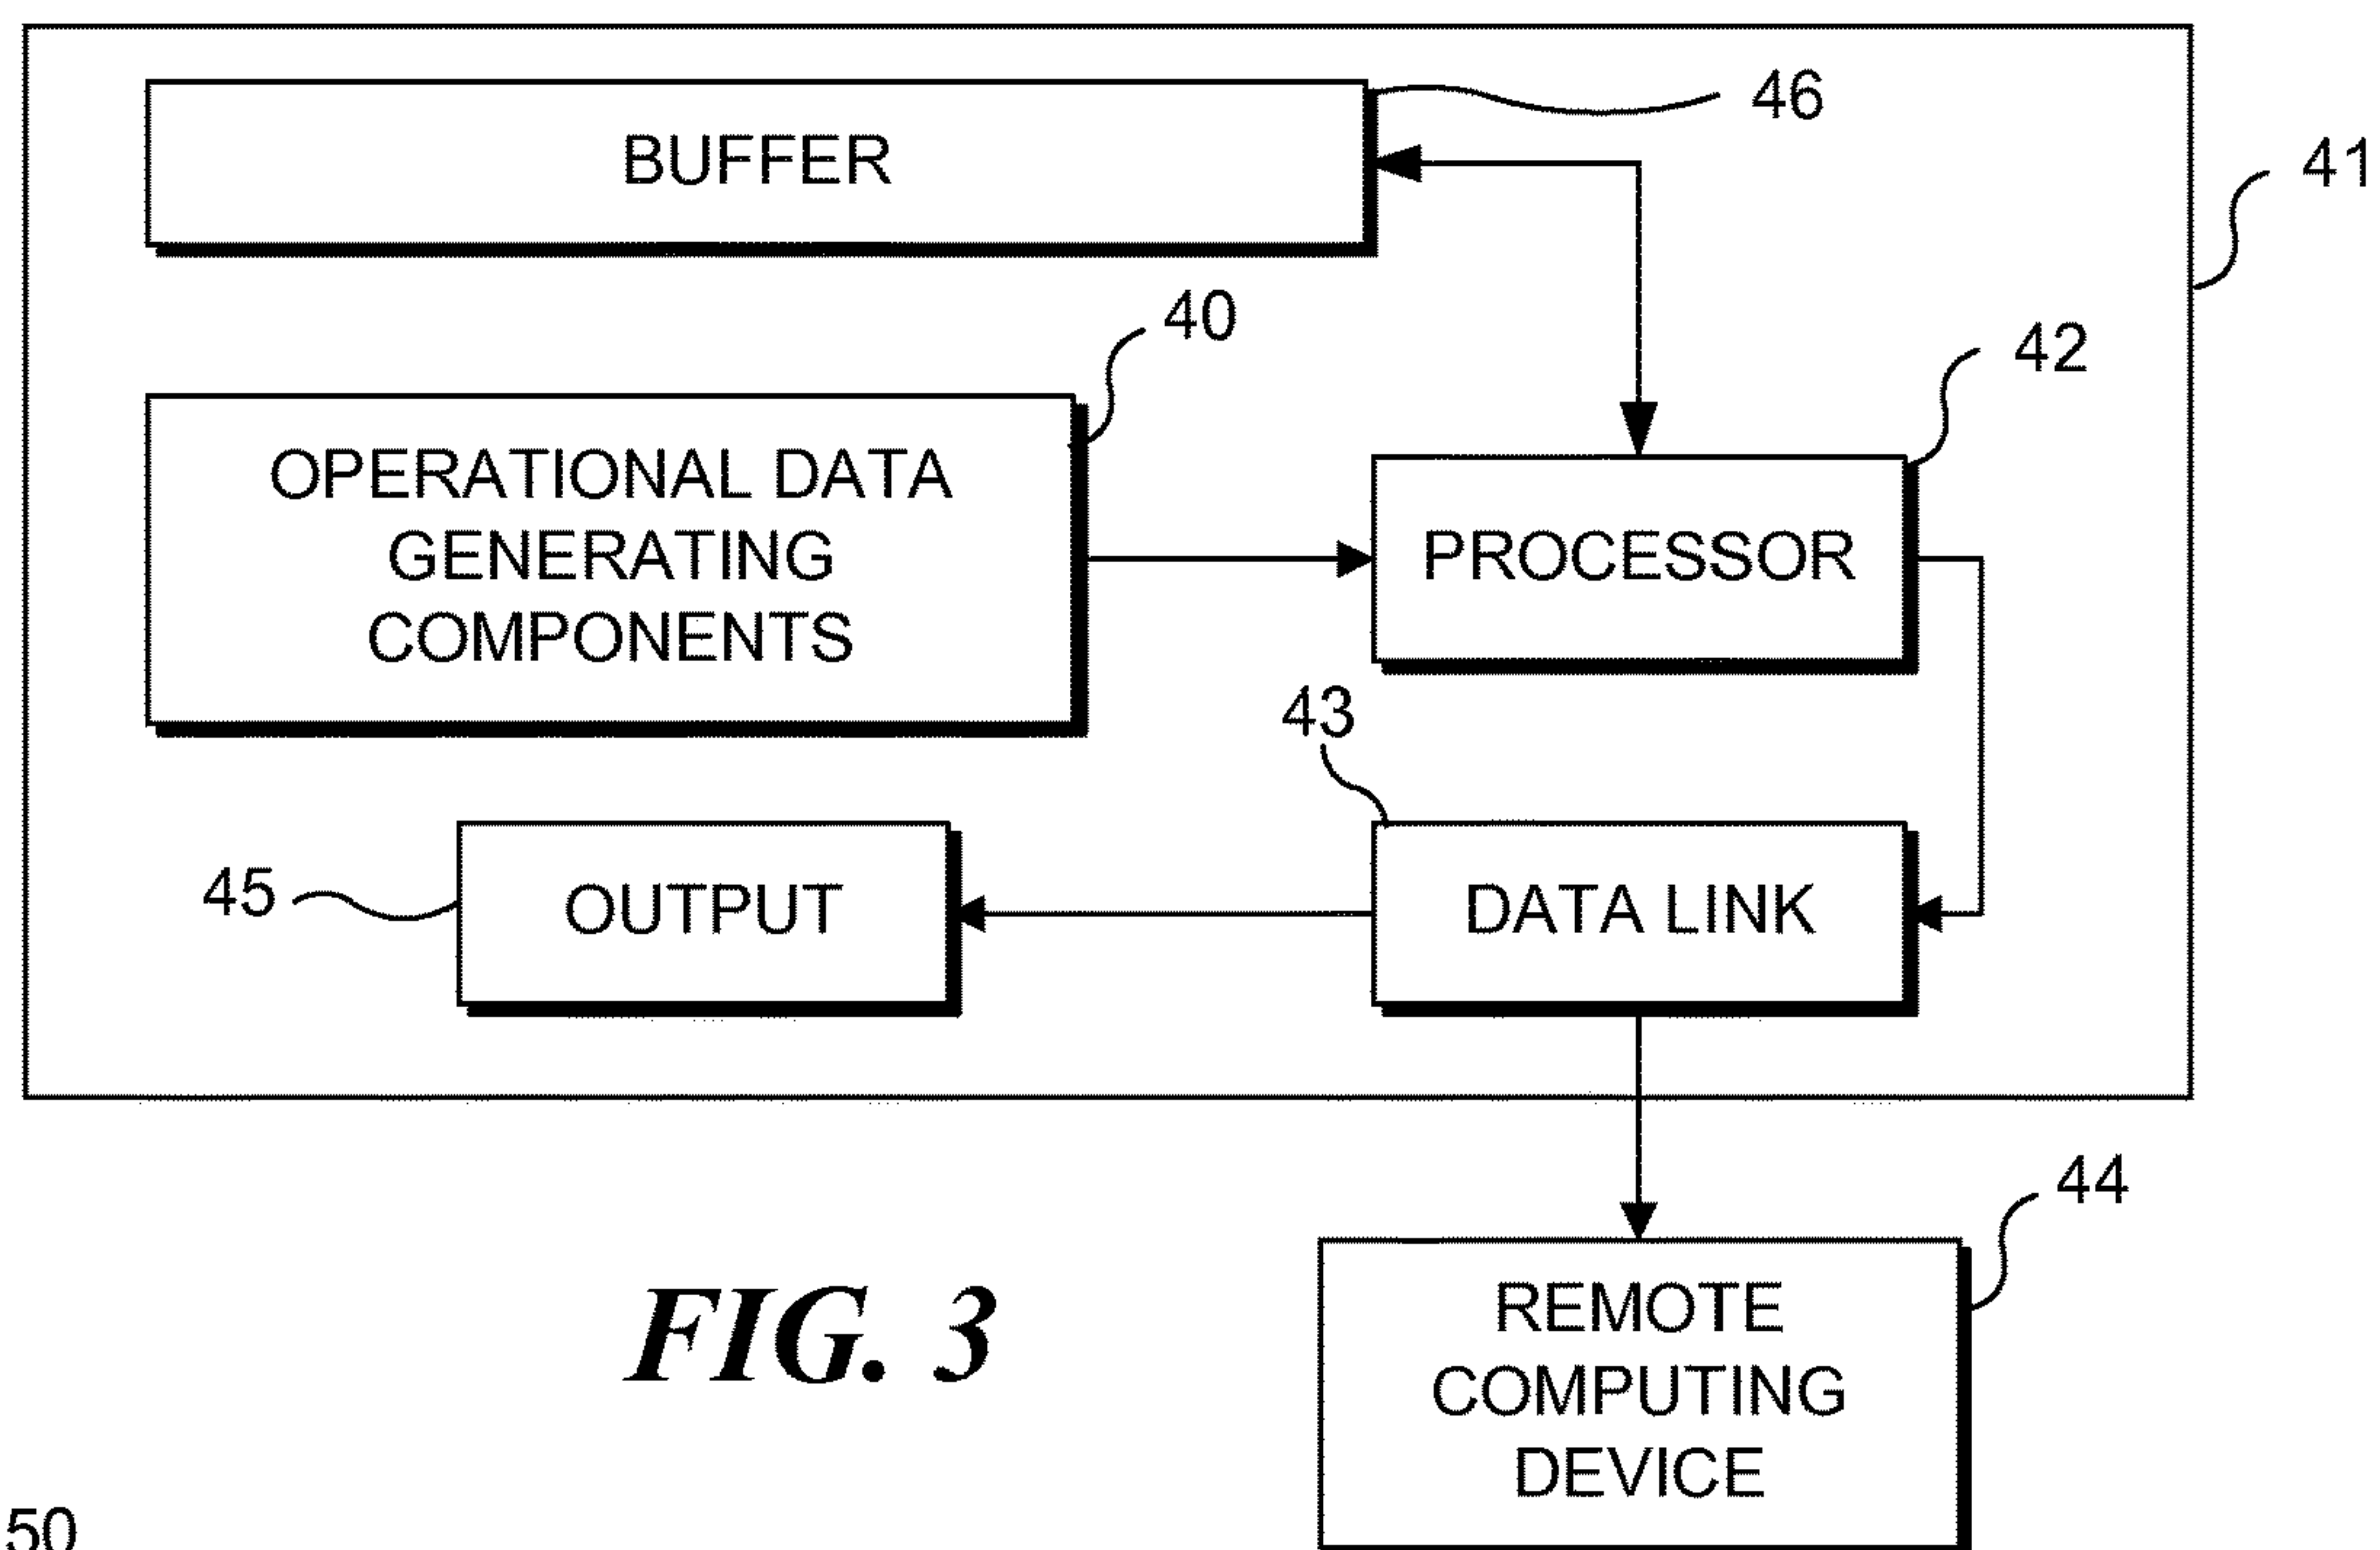 BUFFER
46
41
40
42
OPERATIONAL DATA
GENERATING
COMPONENTS
PROCESSOR
43
45
OUTPUT
DATA LINK
44
FIG. 3
REMOTE
COMPUTING
DEVICE
50